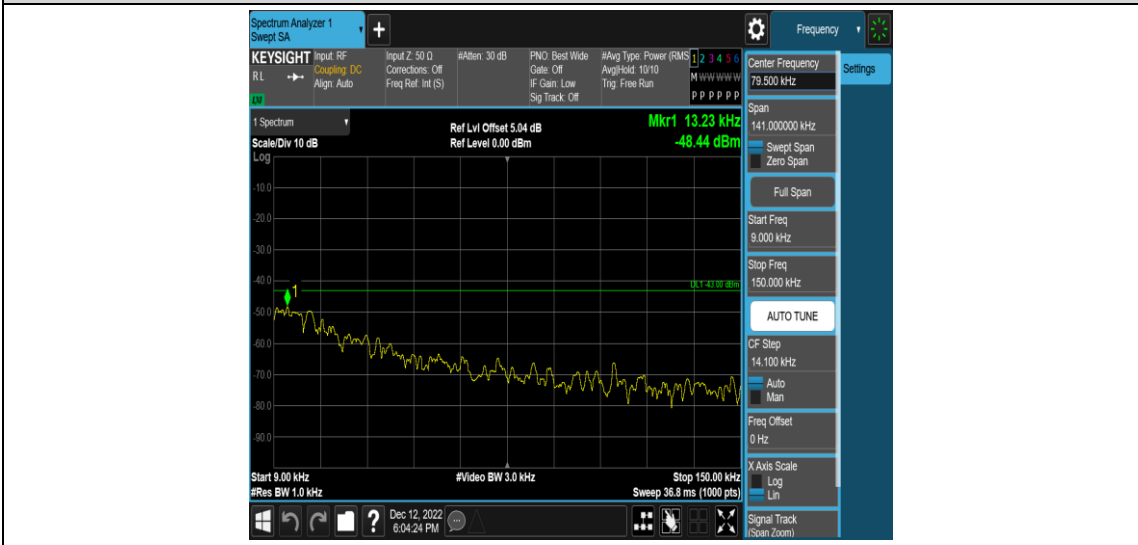 Spectrum Analyzer 1
Swept SA
+
Frequency
KEYSIGHT
RL
LXI
Input: RF
Coupling: DC
Align: Auto
Input Z: 50 Ω
Corrections: Off
Freq Ref: Int (S)
#Atten: 30 dB
PNO: Best Wide
Gate: Off
IF Gain: Low
Sig Track: Off
#Avg Type: Power (RMS
Avg|Hold: 10/10
Trig: Free Run
1 2 3 4 5 6
M W W W W W
P P P P P P
1 Spectrum
Scale/Div 10 dB
Log
Ref Lvl Offset 5.04 dB
Ref Level 0.00 dBm
Mkr1 13.23 kHz
-48.44 dBm
-10.0
-20.0
-30.0
-40.0
DL1 -43.00 dBm
1
-50.0
-60.0
-70.0
-80.0
-90.0
Start 9.00 kHz
#Res BW 1.0 kHz
#Video BW 3.0 kHz
Stop 150.00 kHz
Sweep 36.8 ms (1000 pts)
?
Dec 12, 2022
6:04:24 PM
Center Frequency
79.500 kHz
Settings
Span
141.000000 kHz
Swept Span
Zero Span
Full Span
Start Freq
9.000 kHz
Stop Freq
150.000 kHz
AUTO TUNE
CF Step
14.100 kHz
Auto
Man
Freq Offset
0 Hz
X Axis Scale
Log
Lin
Signal Track
(Span Zoom)